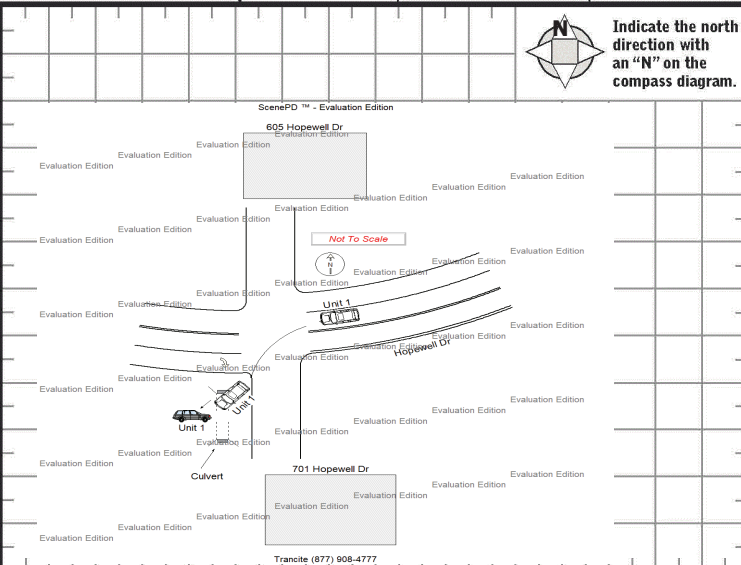 N
Indicate the north
direction with
an “N” on the
compass diagram.
ScenePD ™ - Evaluation Edition
605 Hopewell Dr
Evaluation Edition
Evaluation Edition
Evaluation Edition
Evaluation Edition
Evaluation Edition
Evaluation Edition
Evaluation Edition
Evaluation Edition
Evaluation Edition
Evaluation Edition
Evaluation Edition
Not To Scale
Evaluation Edition
Evaluation Edition
N
Evaluation Edition
Evaluation Edition
Evaluation Edition
Unit 1
Evaluation Edition
Evaluation Edition
Evaluation Edition
Evaluation Edition
Hopewell Dr
Evaluation Edition
Evaluation Edition
Evaluation Edition
Evaluation Edition
Unit 1
Evaluation Edition
Evaluation Edition
Unit 1
Evaluation Edition
Evaluation Edition
Evaluation Edition
Evaluation Edition
701 Hopewell Dr
Culvert
Evaluation Edition
Evaluation Edition
Evaluation Edition
Evaluation Edition
Evaluation Edition
Evaluation Edition
Evaluation Edition
Trancite (877) 908-4777